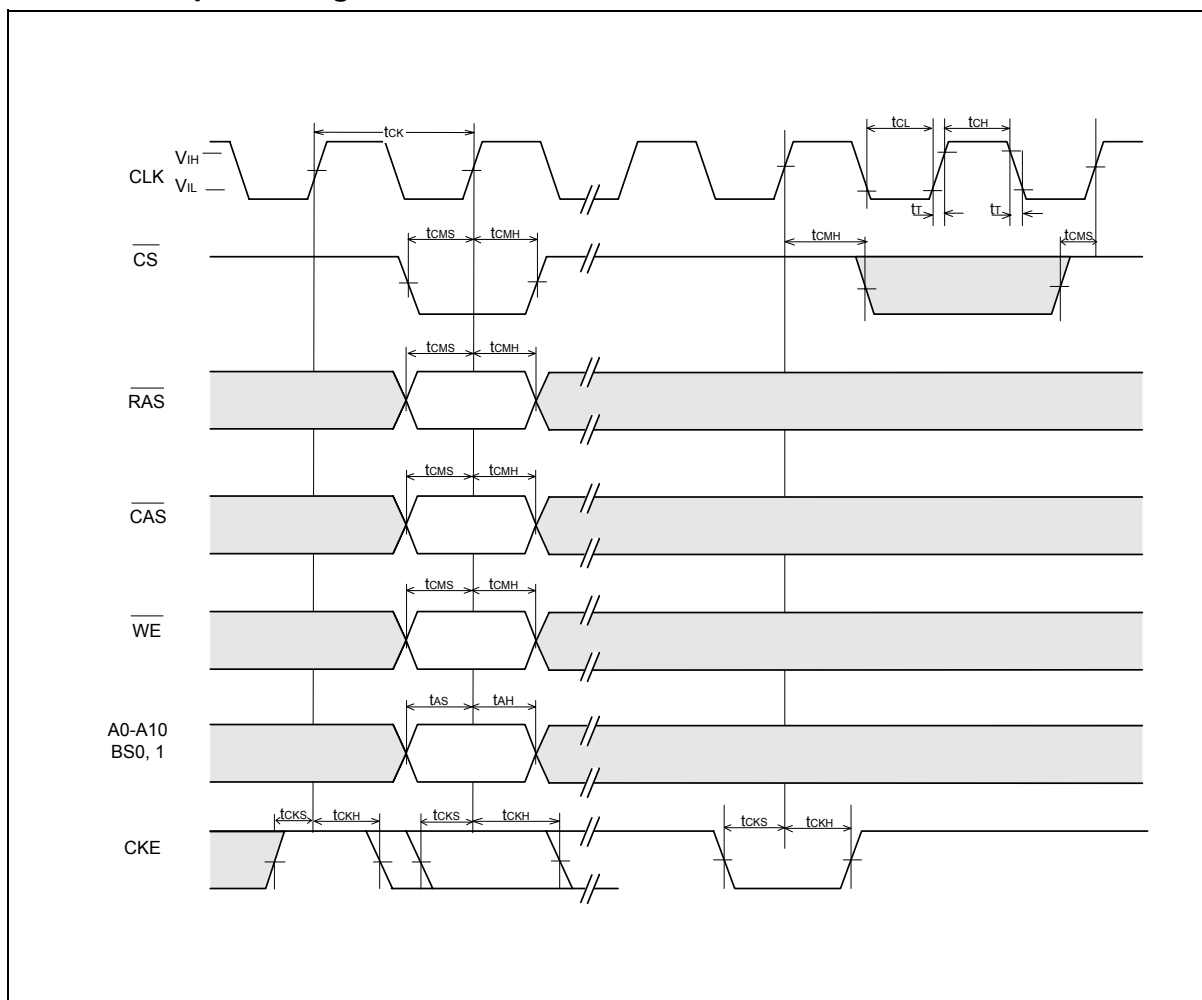 tCK
tCL
tCH
VIH
CLK
VIL
tT
tT
tCMS
tCMH
tCMH
tCMS
CS
tCMS
tCMH
RAS
tCMS
tCMH
CAS
tCMS
tCMH
WE
tAS
tAH
A0-A10
BS0, 1
tCKS
tCKH
tCKS
tCKH
tCKS
tCKH
CKE